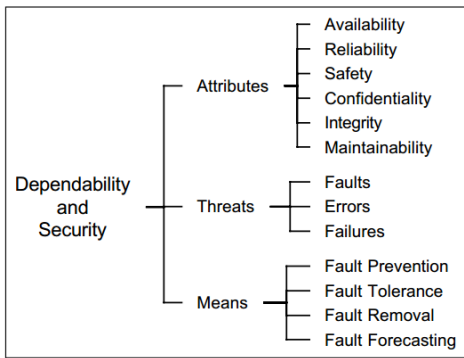 Dependability
and
Security
Attributes
Availability
Reliability
Safety
Confidentiality
Integrity
Maintainability
Threats
Faults
Errors
Failures
Means
Fault Prevention
Fault Tolerance
Fault Removal
Fault Forecasting